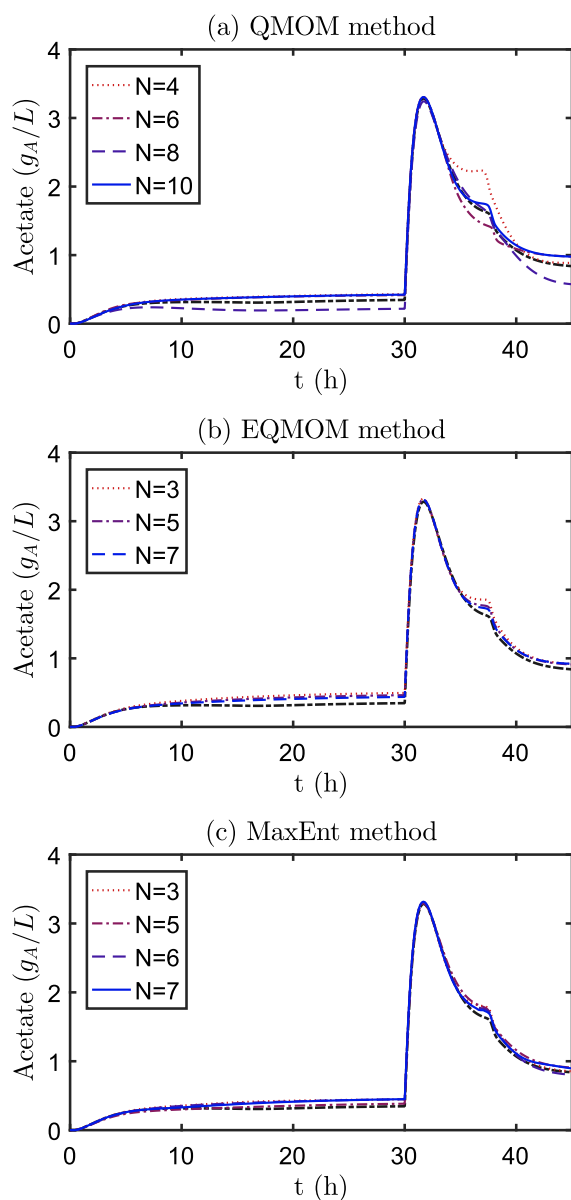 (a) QMOM method
4
3
2
1
0
Acetate (g_A/L)
N=4
N=6
N=8
N=10
0 10 20 30 40
t (h)
(b) EQMOM method
4
3
2
1
0
Acetate (g_A/L)
N=3
N=5
N=7
0 10 20 30 40
t (h)
(c) MaxEnt method
4
3
2
1
0
Acetate (g_A/L)
N=3
N=5
N=6
N=7
0 10 20 30 40
t (h)